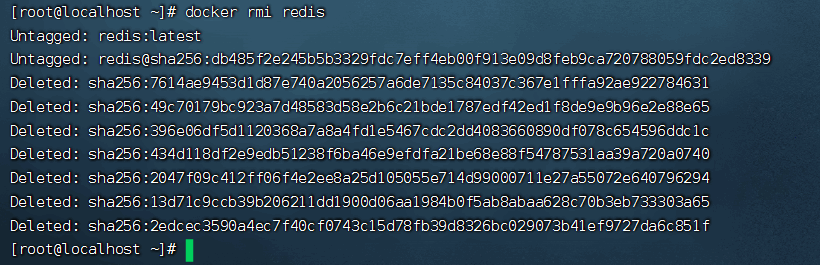 [root@localhost ~]# docker rmi redis
Untagged: redis:latest
Untagged: redis@sha256:db485f2e245b5b3329fdc7eff4eb00f913e09d8feb9ca720788059fdc2ed8339
Deleted: sha256:7614ae9453d1d87e740a2056257a6de7135c84037c367e1fffa92ae922784631
Deleted: sha256:49c70179bc923a7d48583d58e2b6c21bde1787edf42ed1f8de9e9b96e2e88e65
Deleted: sha256:396e06df5d1120368a7a8a4fd1e5467cdc2dd4083660890df078c654596ddc1c
Deleted: sha256:434d118df2e9edb51238f6ba46e9efdfa21be68e88f54787531aa39a720a0740
Deleted: sha256:2047f09c412ff06f4e2ee8a25d105055e714d99000711e27a55072e640796294
Deleted: sha256:13d71c9ccb39b206211dd1900d06aa1984b0f5ab8abaa628c70b3eb733303a65
Deleted: sha256:2edcec3590a4ec7f40cf0743c15d78fb39d8326bc029073b41ef9727da6c851f
[root@localhost ~]#